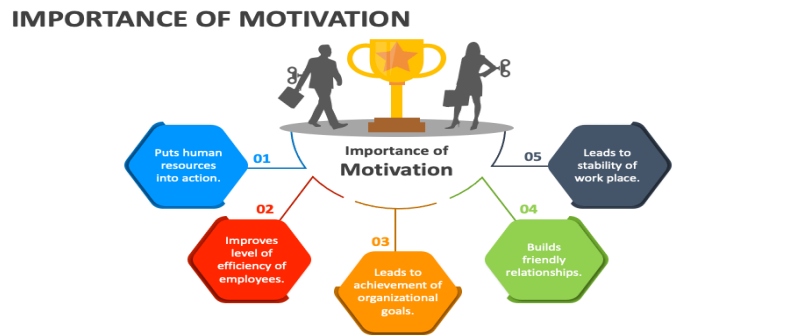 IMPORTANCE OF MOTIVATION
Importance of
Motivation
01
Puts human
resources
into action.
02
Improves
level of
efficiency of
employees.
03
Leads to
achievement of
organizational
goals.
04
Builds
friendly
relationships.
05
Leads to
stability of
work place.